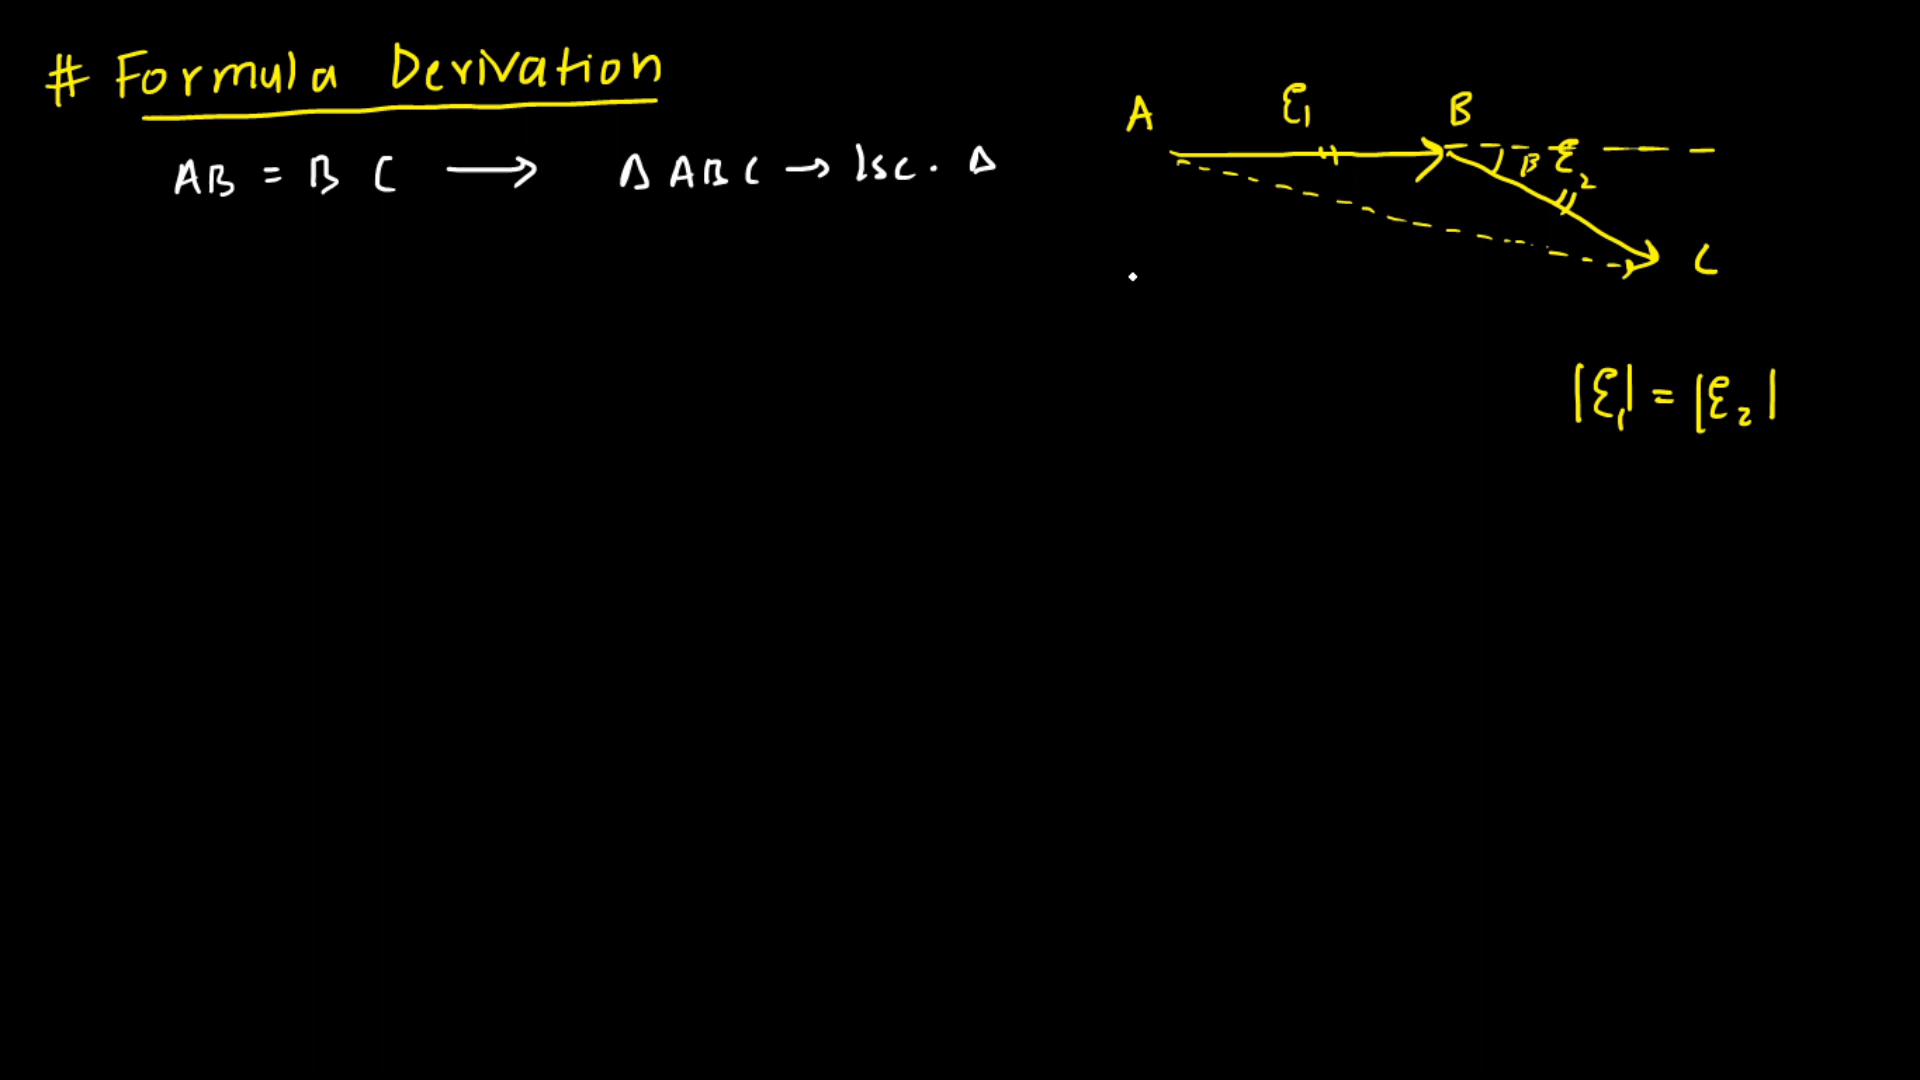 # Formula Derivation
AB = BC → Δ ABC → Isc. Δ
A ε₁ B
β ε₂
C
|ε₁| = |ε₂|